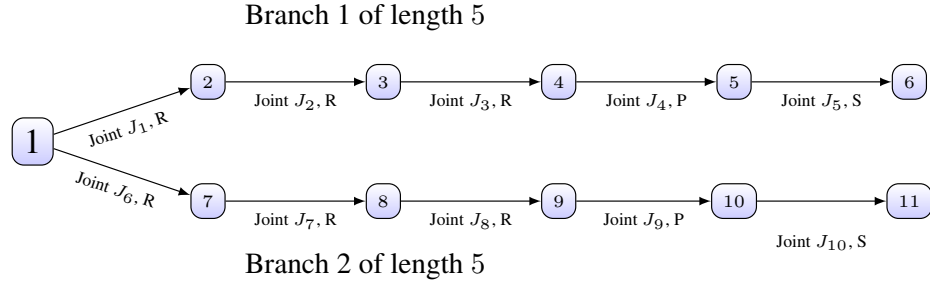 Branch 1 of length 5
2
3
4
5
6
Joint J₁, R
Joint J₂, R
Joint J₃, R
Joint J₄, P
Joint J₅, S
1
Joint J₆, R
7
8
9
10
11
Joint J₇, R
Joint J₈, R
Joint J₉, P
Joint J₁₀, S
Branch 2 of length 5